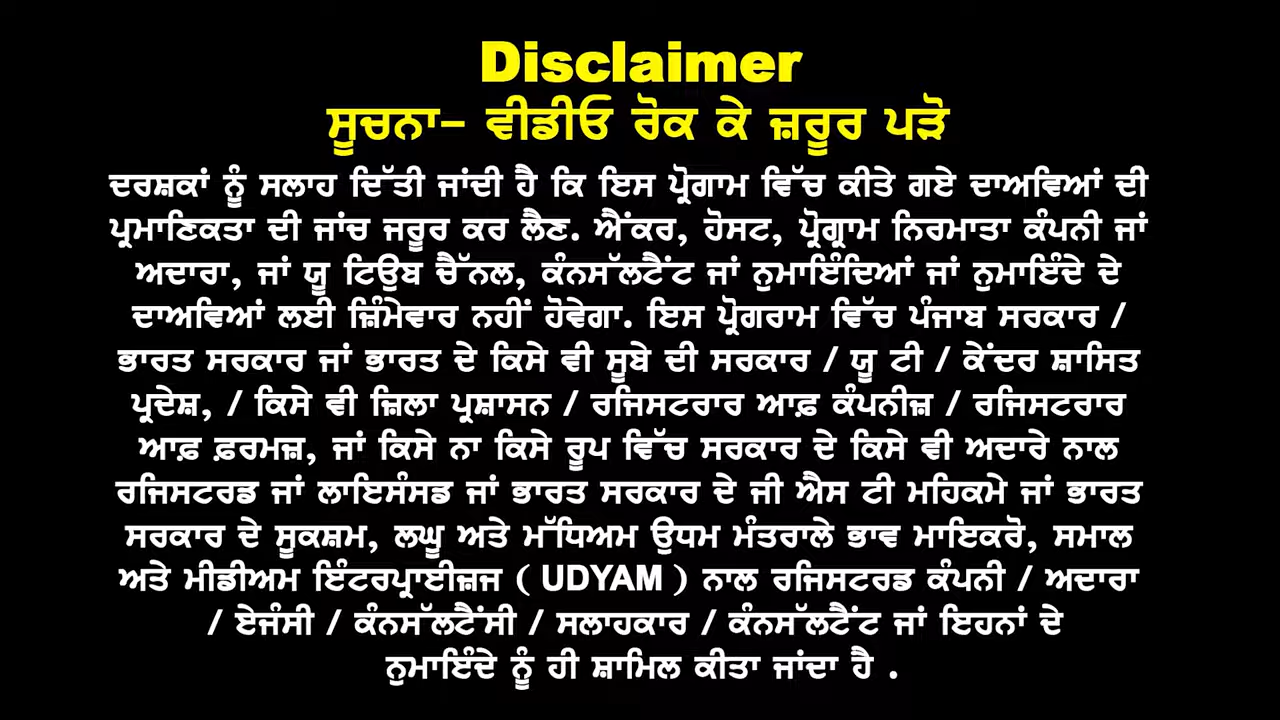 Disclaimer
ਸੂਚਨਾ- ਵੀਡੀਓ ਰੋਕ ਕੇ ਜ਼ਰੂਰ ਪੜੋ
ਦਰਸ਼ਕਾਂ ਨੂੰ ਸਲਾਹ ਦਿੱਤੀ ਜਾਂਦੀ ਹੈ ਕਿ ਇਸ ਪ੍ਰੋਗਾਮ ਵਿੱਚ ਕੀਤੇ ਗਏ ਦਾਅਵਿਆਂ ਦੀ
ਪ੍ਰਮਾਣਿਕਤਾ ਦੀ ਜਾਂਚ ਜਰੂਰ ਕਰ ਲੈਣ. ਐਂਕਰ, ਹੋਸਟ, ਪ੍ਰੋਗ੍ਰਾਮ ਨਿਰਮਾਤਾ ਕੰਪਨੀ ਜਾਂ
ਅਦਾਰਾ, ਜਾਂ ਯੂ ਟਿਉਬ ਚੈੱਨਲ, ਕੰਨਸੱਲਟੈਂਟ ਜਾਂ ਨੁਮਾਇੰਦਿਆਂ ਜਾਂ ਨੁਮਾਇੰਦੇ ਦੇ
ਦਾਅਵਿਆਂ ਲਈ ਜ਼ਿੰਮੇਵਾਰ ਨਹੀਂ ਹੋਵੇਗਾ. ਇਸ ਪ੍ਰੋਗਰਾਮ ਵਿੱਚ ਪੰਜਾਬ ਸਰਕਾਰ /
ਭਾਰਤ ਸਰਕਾਰ ਜਾਂ ਭਾਰਤ ਦੇ ਕਿਸੇ ਵੀ ਸੂਬੇ ਦੀ ਸਰਕਾਰ / ਯੂ ਟੀ / ਕੇਂਦਰ ਸ਼ਾਸਿਤ
ਪ੍ਰਦੇਸ਼, / ਕਿਸੇ ਵੀ ਜ਼ਿਲਾ ਪ੍ਰਸ਼ਾਸਨ / ਰਜਿਸਟਰਾਰ ਆਫ਼ ਕੰਪਨੀਜ਼ / ਰਜਿਸਟਰਾਰ
ਆਫ਼ ਫ਼ਰਮਜ਼, ਜਾਂ ਕਿਸੇ ਨਾ ਕਿਸੇ ਰੂਪ ਵਿੱਚ ਸਰਕਾਰ ਦੇ ਕਿਸੇ ਵੀ ਅਦਾਰੇ ਨਾਲ
ਰਜਿਸਟਰਡ ਜਾਂ ਲਾਇਸੰਸਡ ਜਾਂ ਭਾਰਤ ਸਰਕਾਰ ਦੇ ਜੀ ਐਸ ਟੀ ਮਹਿਕਮੇ ਜਾਂ ਭਾਰਤ
ਸਰਕਾਰ ਦੇ ਸੂਕਸ਼ਮ, ਲਘੂ ਅਤੇ ਮੱਧਿਅਮ ਉਧਮ ਮੰਤਰਾਲੇ ਭਾਵ ਮਾਇਕਰੋ, ਸਮਾਲ
ਅਤੇ ਮੀਡੀਅਮ ਇੰਟਰਪ੍ਰਾਈਜ਼ਜ ( UDYAM ) ਨਾਲ ਰਜਿਸਟਰਡ ਕੰਪਨੀ / ਅਦਾਰਾ
/ ਏਜੰਸੀ / ਕੰਨਸੱਲਟੈਂਸੀ / ਸਲਾਹਕਾਰ / ਕੰਨਸੱਲਟੈਂਟ ਜਾਂ ਇਹਨਾਂ ਦੇ
ਨੁਮਾਇੰਦੇ ਨੂੰ ਹੀ ਸ਼ਾਮਿਲ ਕੀਤਾ ਜਾਂਦਾ ਹੈ .